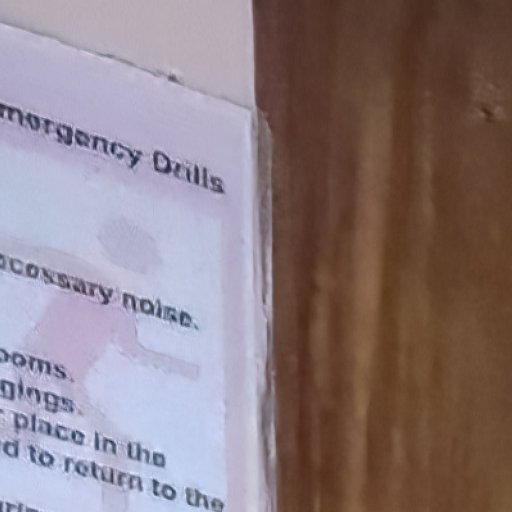 mergency Drills
ecessary noise.
ooms.
gings.
place in the
d to return to the